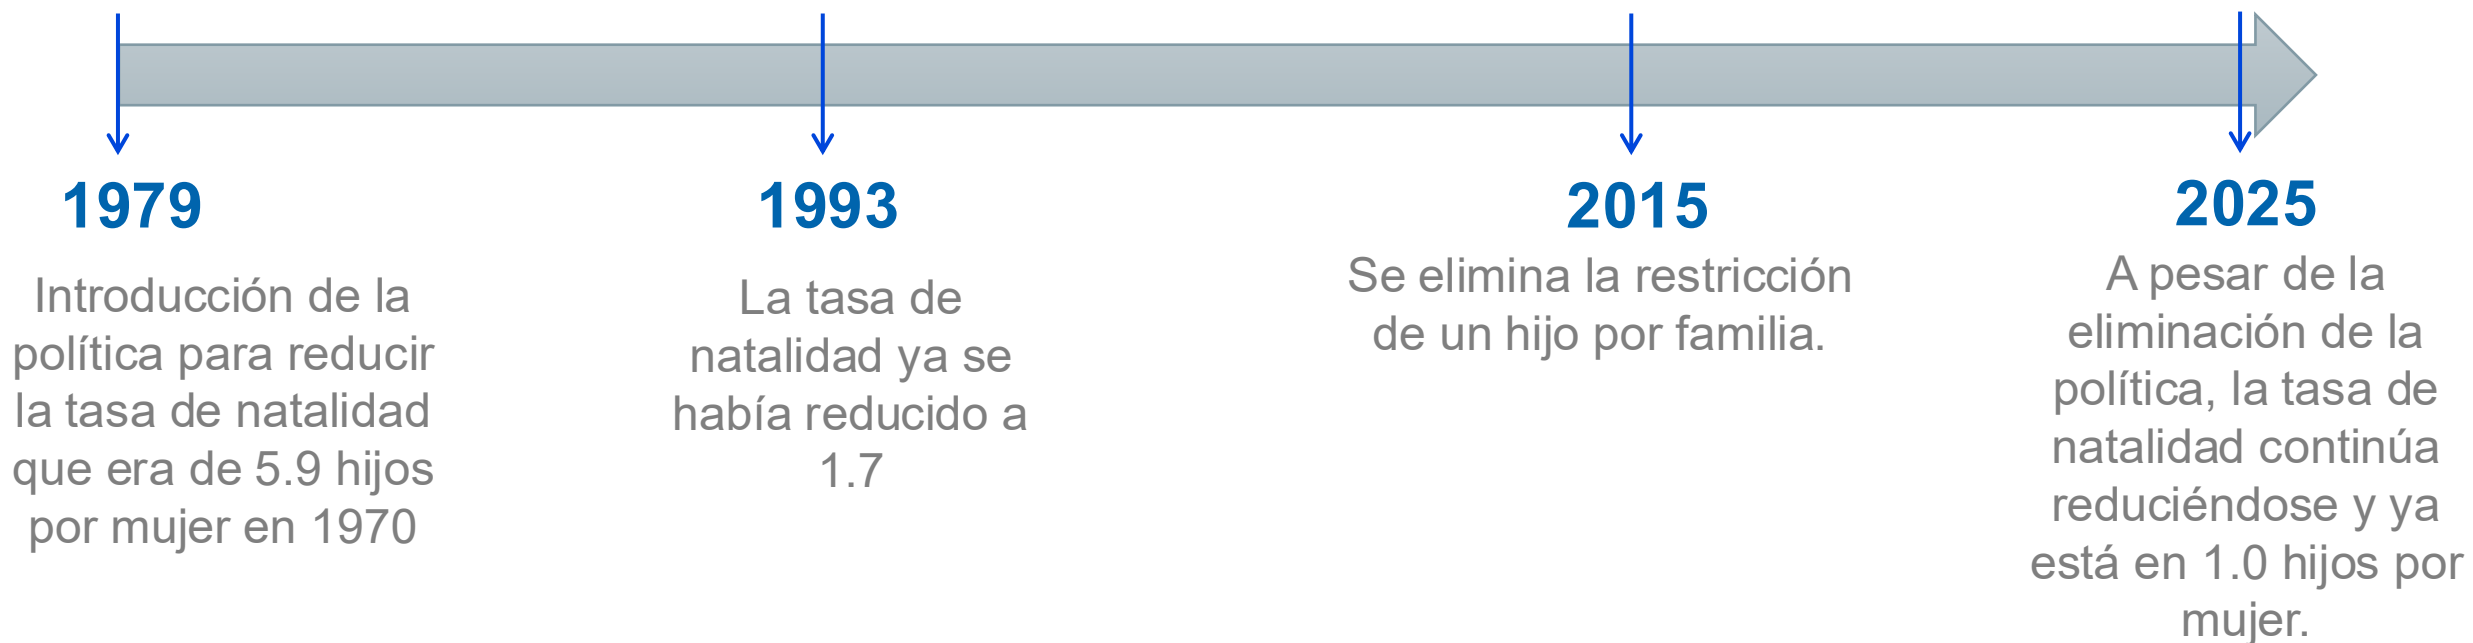 1979
Introducción de la
política para reducir
la tasa de natalidad
que era de 5.9 hijos
por mujer en 1970
1993
La tasa de
natalidad ya se
había reducido a
1.7
2015
Se elimina la restricción
de un hijo por familia.
2025
A pesar de la
eliminación de la
política, la tasa de
natalidad continúa
reduciéndose y ya
está en 1.0 hijos por
mujer.